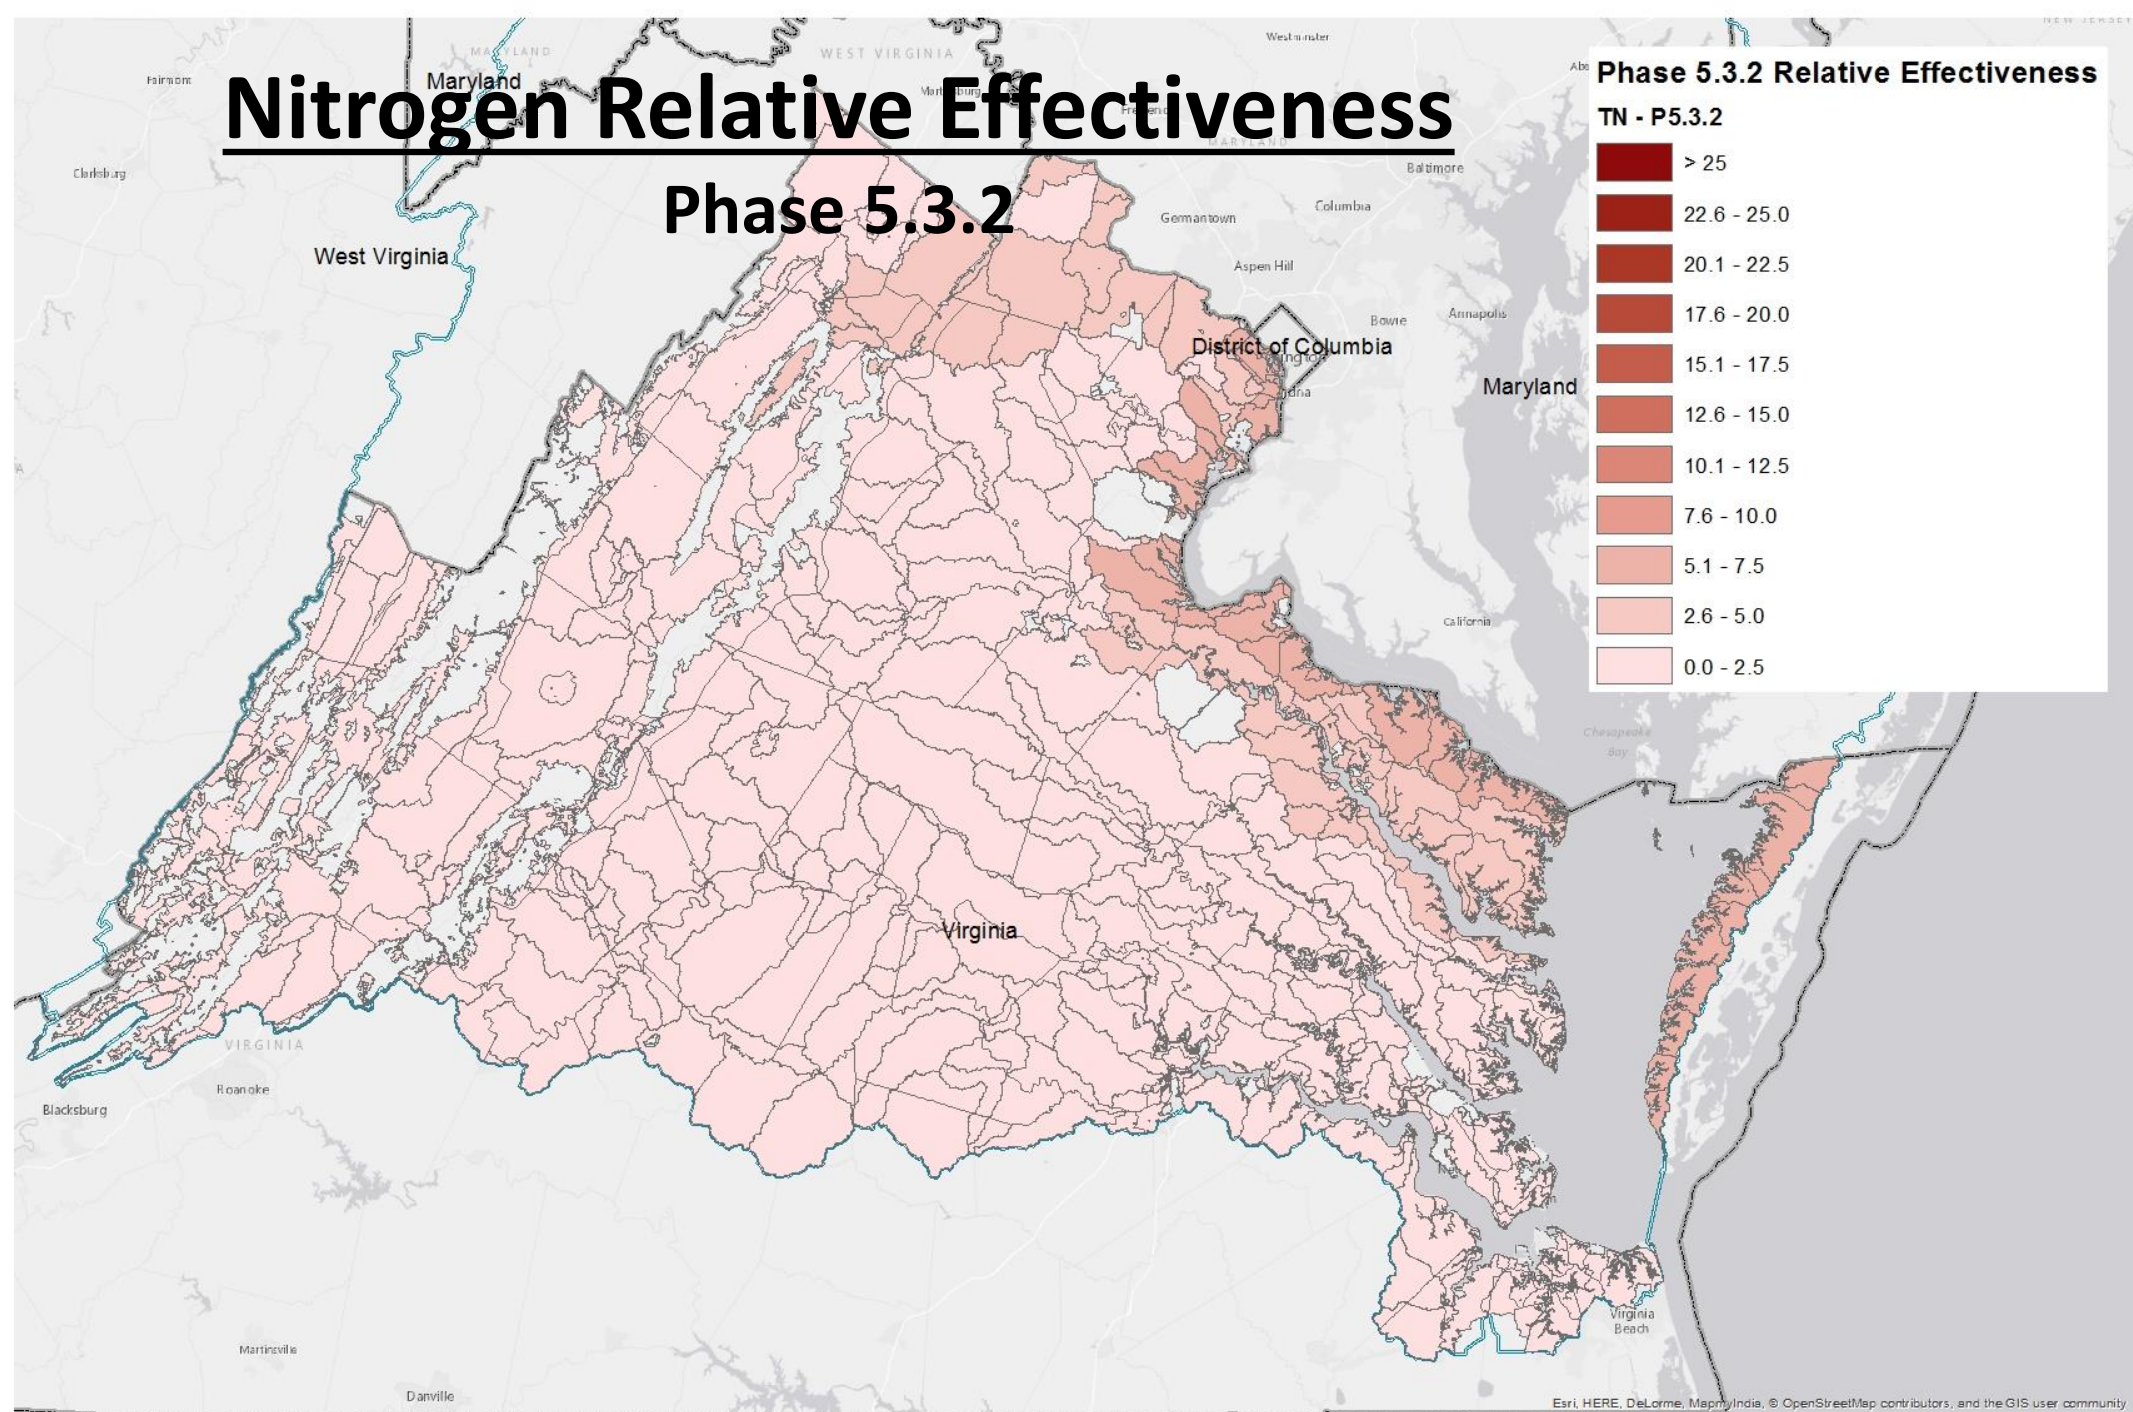 NEW JERSEY
Westminster
MARYLAND
WEST VIRGINIA
Maryland
Fairmont
Nitrogen Relative Effectiveness
MARYLAND
Baltimore
Clarksburg
Phase 5.3.2
Columbia
Germantown
West Virginia
Aspen Hill
Bowie
Annapolis
District of Columbia
Maryland
California
Chesapeake
Bay
Virginia
VIRGINIA
Roanoke
Blacksburg
Virginia
Beach
Martinsville
Danville
Phase 5.3.2 Relative Effectiveness
TN - P5.3.2
> 25
22.6 - 25.0
20.1 - 22.5
17.6 - 20.0
15.1 - 17.5
12.6 - 15.0
10.1 - 12.5
7.6 - 10.0
5.1 - 7.5
2.6 - 5.0
0.0 - 2.5
Esri, HERE, DeLorme, MapmyIndia, © OpenStreetMap contributors, and the GIS user community